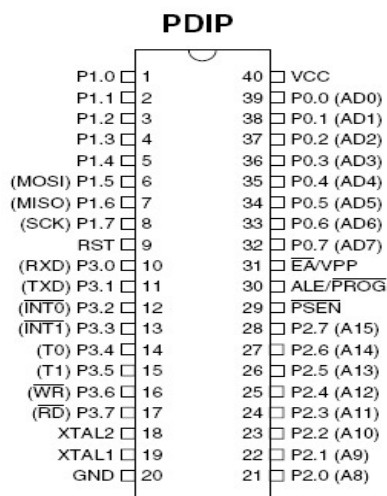 PDIP
P1.0 1 40 VCC
P1.1 2 39 P0.0 (AD0)
P1.2 3 38 P0.1 (AD1)
P1.3 4 37 P0.2 (AD2)
P1.4 5 36 P0.3 (AD3)
(MOSI) P1.5 6 35 P0.4 (AD4)
(MISO) P1.6 7 34 P0.5 (AD5)
(SCK) P1.7 8 33 P0.6 (AD6)
RST 9 32 P0.7 (AD7)
(RXD) P3.0 10 31 E̅A̅/VPP
(TXD) P3.1 11 30 ALE/P̅R̅O̅G̅
(I̅N̅T̅0̅) P3.2 12 29 P̅S̅E̅N̅
(I̅N̅T̅1̅) P3.3 13 28 P2.7 (A15)
(T0) P3.4 14 27 P2.6 (A14)
(T1) P3.5 15 26 P2.5 (A13)
(W̅R̅) P3.6 16 25 P2.4 (A12)
(R̅D̅) P3.7 17 24 P2.3 (A11)
XTAL2 18 23 P2.2 (A10)
XTAL1 19 22 P2.1 (A9)
GND 20 21 P2.0 (A8)